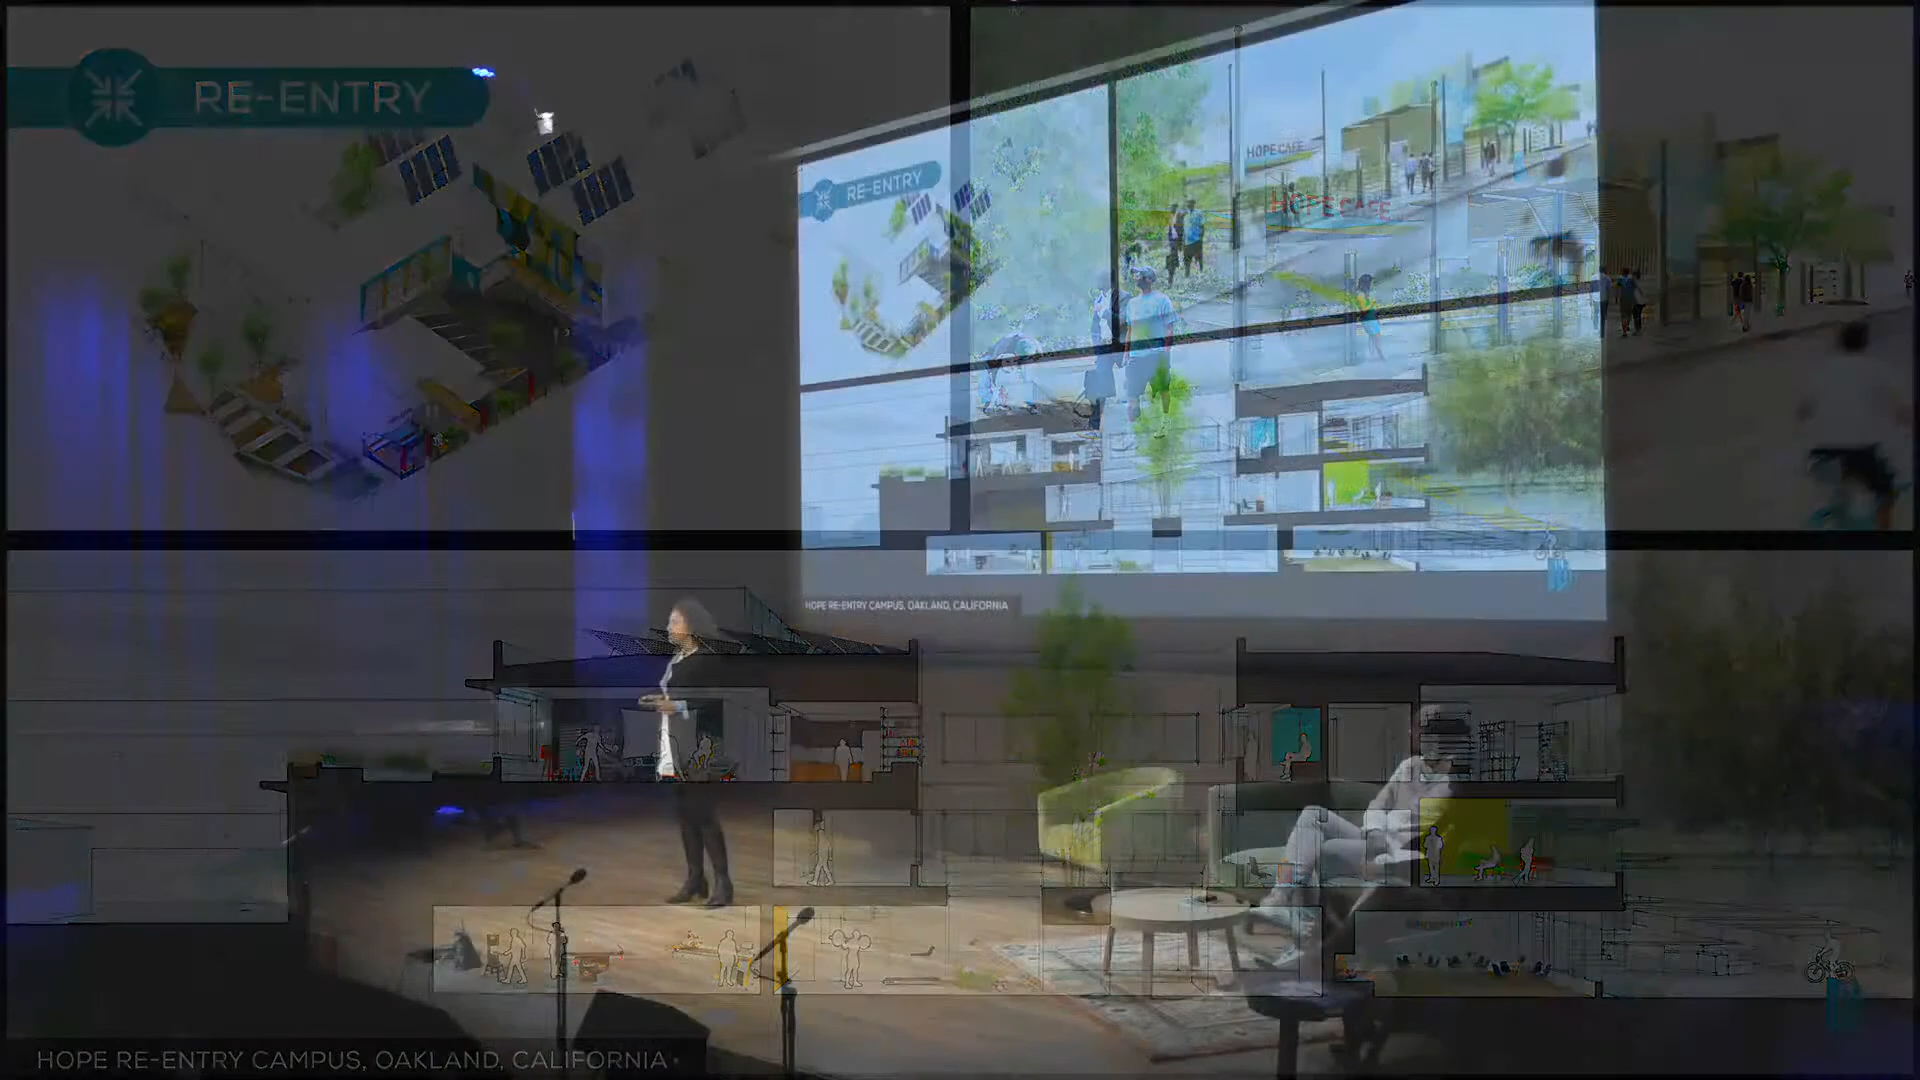 RE-ENTRY
RE-ENTRY
HOPE CAFE
HOPE CAFE
HOPE RE-ENTRY CAMPUS, OAKLAND, CALIFORNIA
HOPE RE-ENTRY CAMPUS, OAKLAND, CALIFORNIA